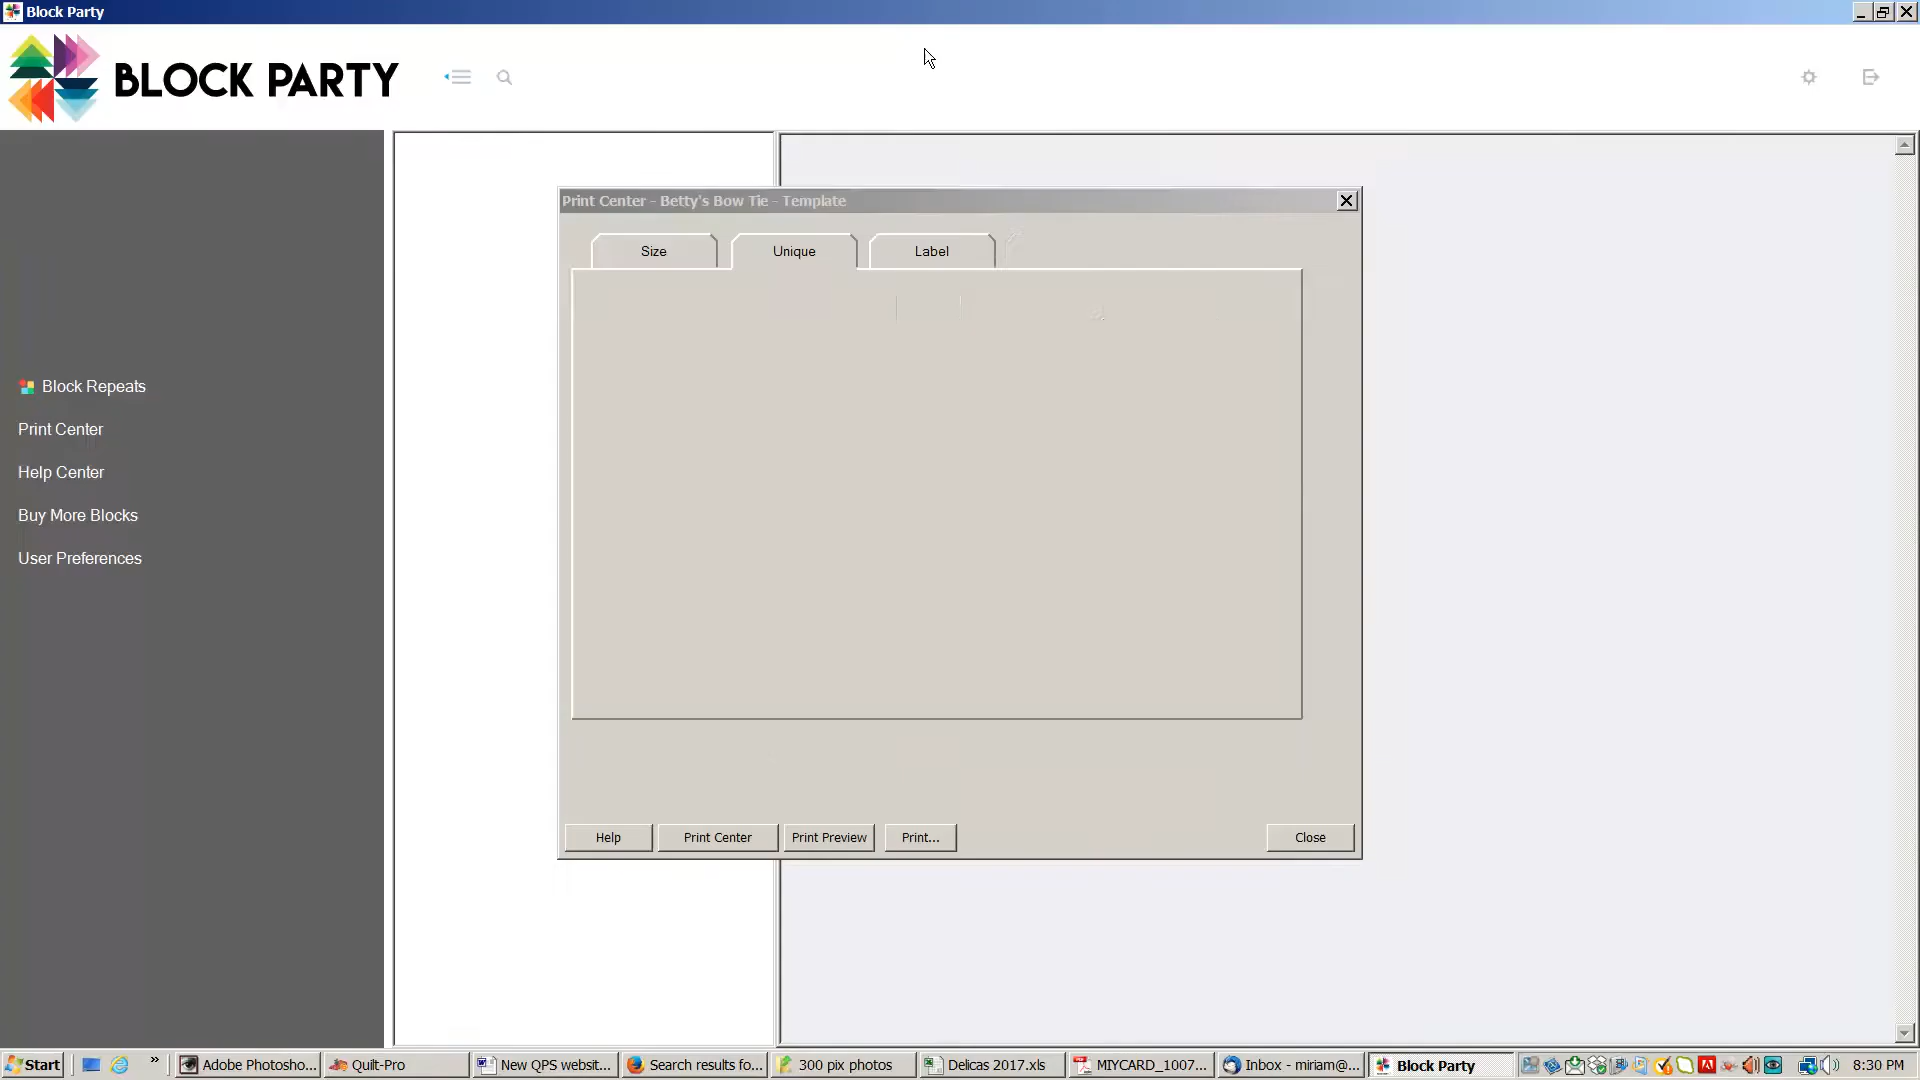 Block Party
BLOCK PARTY
Print Center - Betty's Bow Tie - Template
Size
Unique
Label
Block Repeats
Print Center
Help Center
Buy More Blocks
User Preferences
Help
Print Center
Print Preview
Print...
Close
Start
»
Adobe Photosho...
Quilt-Pro
New QPS websit...
Search results fo...
300 pix photos
Delicas 2017.xls
MIYCARD_1007...
Inbox - miriam@...
Block Party
8:30 PM